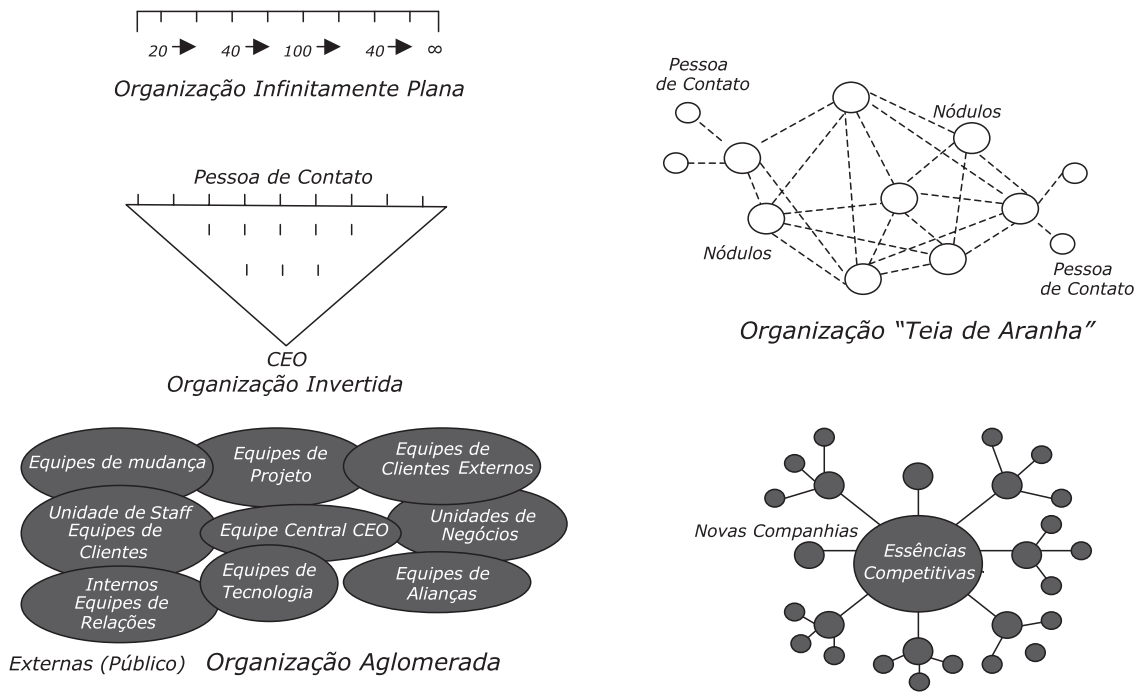 20 40 100 40 ∞
Organização Infinitamente Plana
Pessoa de Contato
CEO
Organização Invertida
Pessoa
de Contato
Nódulos
Nódulos
Pessoa
de Contato
Organização “Teia de Aranha”
Equipes de mudança
Equipes de
Projeto
Equipes de
Clientes Externos
Unidade de Staff
Equipes de
Clientes
Equipe Central CEO
Unidades de
Negócios
Internos
Equipes de
Relações
Equipes de
Tecnologia
Equipes de
Alianças
Externas (Público)
Organização Aglomerada
Novas Companhias
Essências
Competitivas